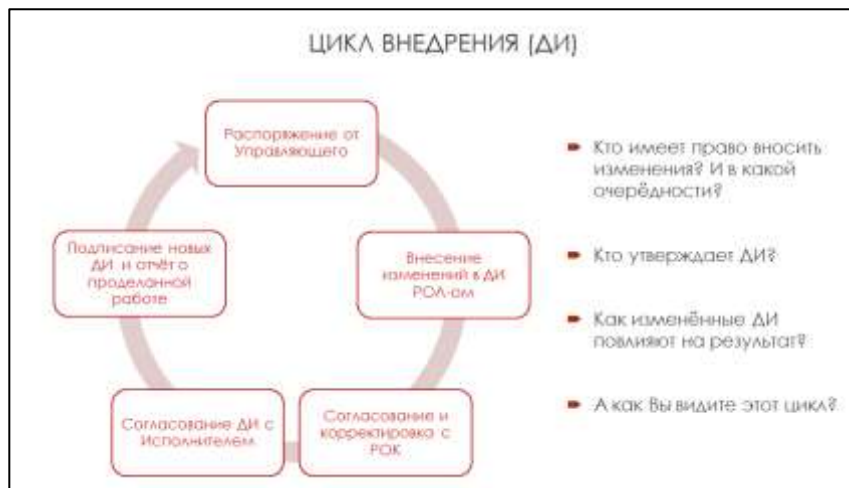 ЦИКЛ ВНЕДРЕНИЯ (ДИ)
Распоряжение от
Управляющего
Внесение
изменений в ДИ
РОЛ-ом
Согласование и
корректировка с
РОК
Согласование ДИ с
Исполнителем
Подписание новых
ДИ и отчёт о
проделанной
работе
Кто имеет право вносить
изменения? И в какой
очерёдности?
Кто утверждает ДИ?
Как изменённые ДИ
повлияют на результат?
А как Вы видите этот цикл?